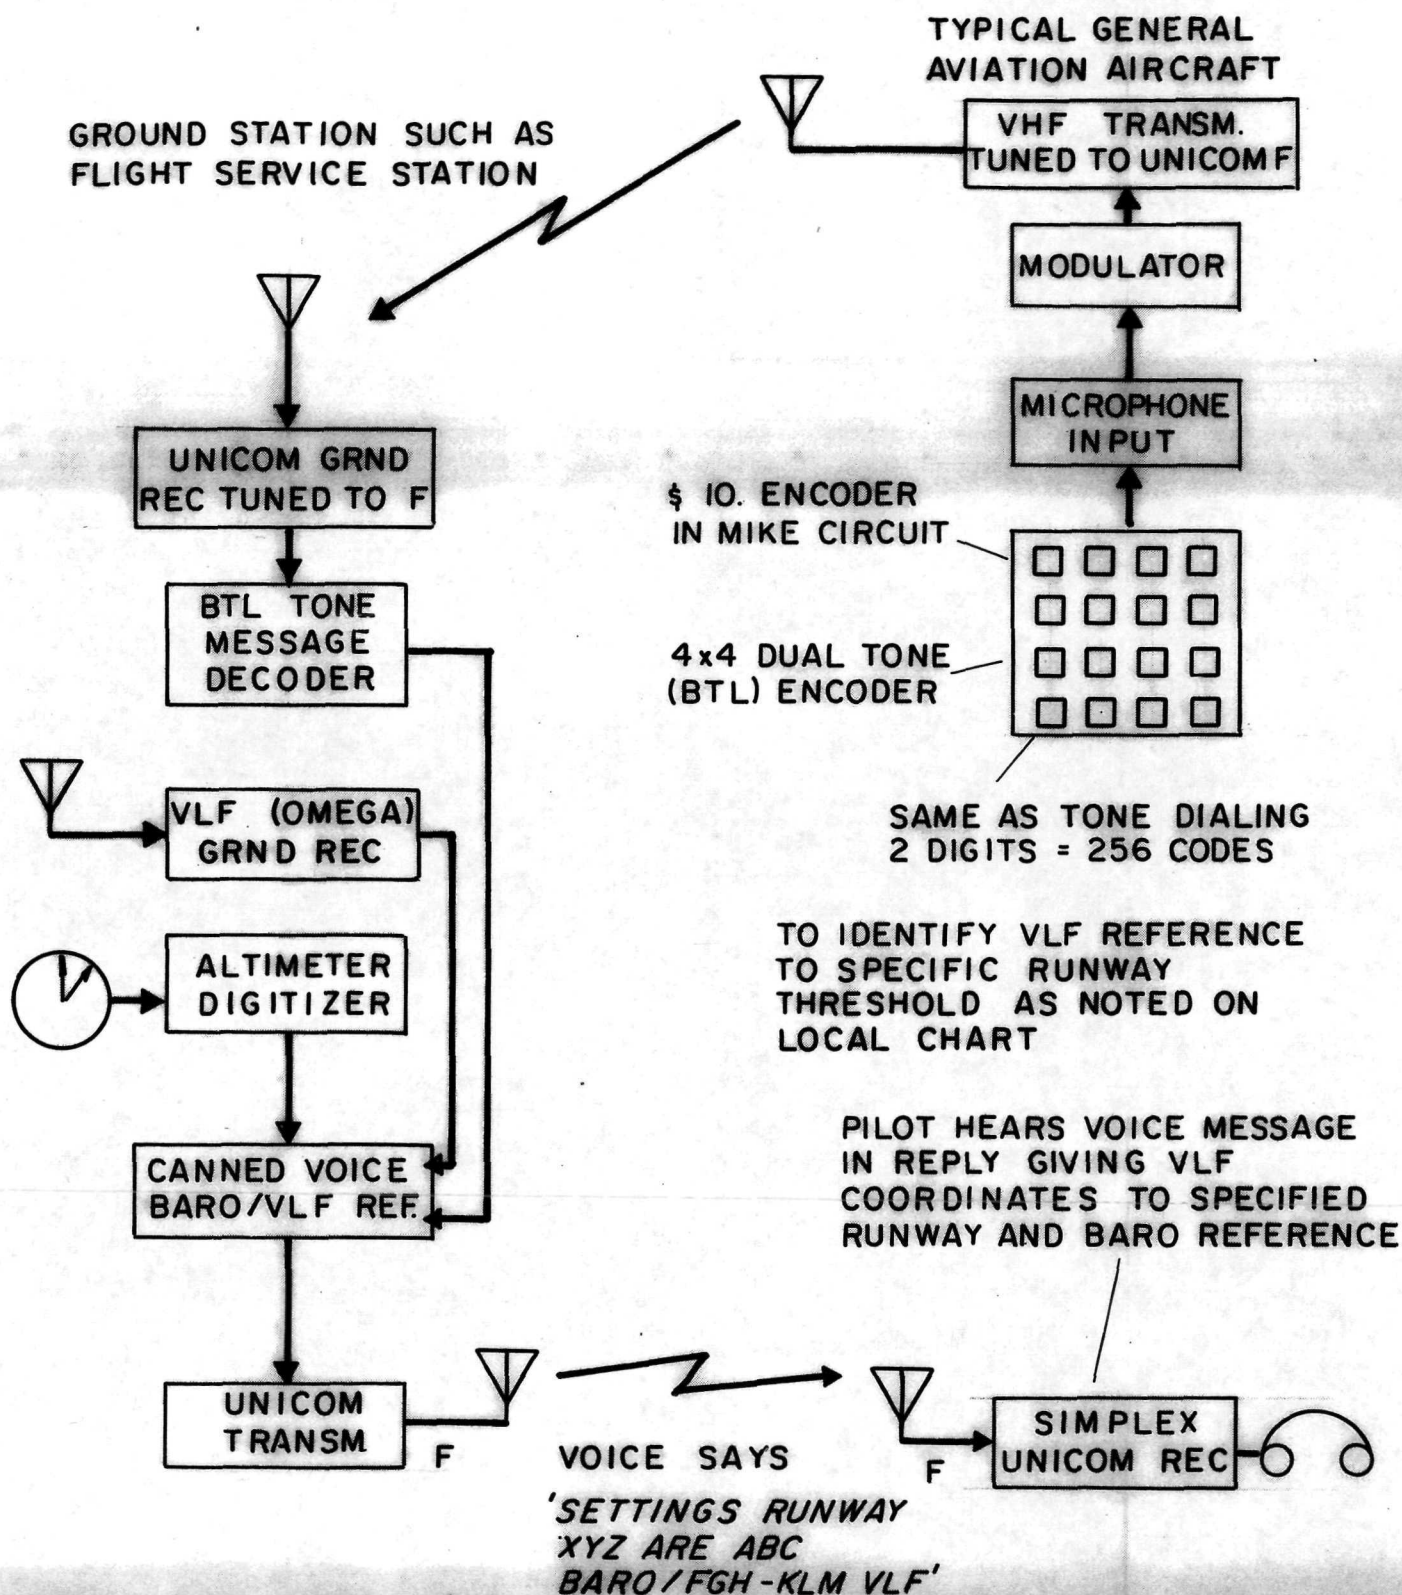 TYPICAL GENERAL
AVIATION AIRCRAFT
VHF TRANSM.
TUNED TO UNICOM F
GROUND STATION SUCH AS
FLIGHT SERVICE STATION
MODULATOR
MICROPHONE
INPUT
UNICOM GRND
REC TUNED TO F
$ 10. ENCODER
IN MIKE CIRCUIT
BTL TONE
MESSAGE
DECODER
4x4 DUAL TONE
(BTL) ENCODER
VLF (OMEGA)
GRND REC
SAME AS TONE DIALING
2 DIGITS = 256 CODES
ALTIMETER
DIGITIZER
TO IDENTIFY VLF REFERENCE
TO SPECIFIC RUNWAY
THRESHOLD AS NOTED ON
LOCAL CHART
CANNED VOICE
BARO/VLF REF.
PILOT HEARS VOICE MESSAGE
IN REPLY GIVING VLF
COORDINATES TO SPECIFIED
RUNWAY AND BARO REFERENCE
UNICOM
TRANSM
F
VOICE SAYS
'SETTINGS RUNWAY
XYZ ARE ABC
BARO/FGH-KLM VLF'
F
SIMPLEX
UNICOM REC